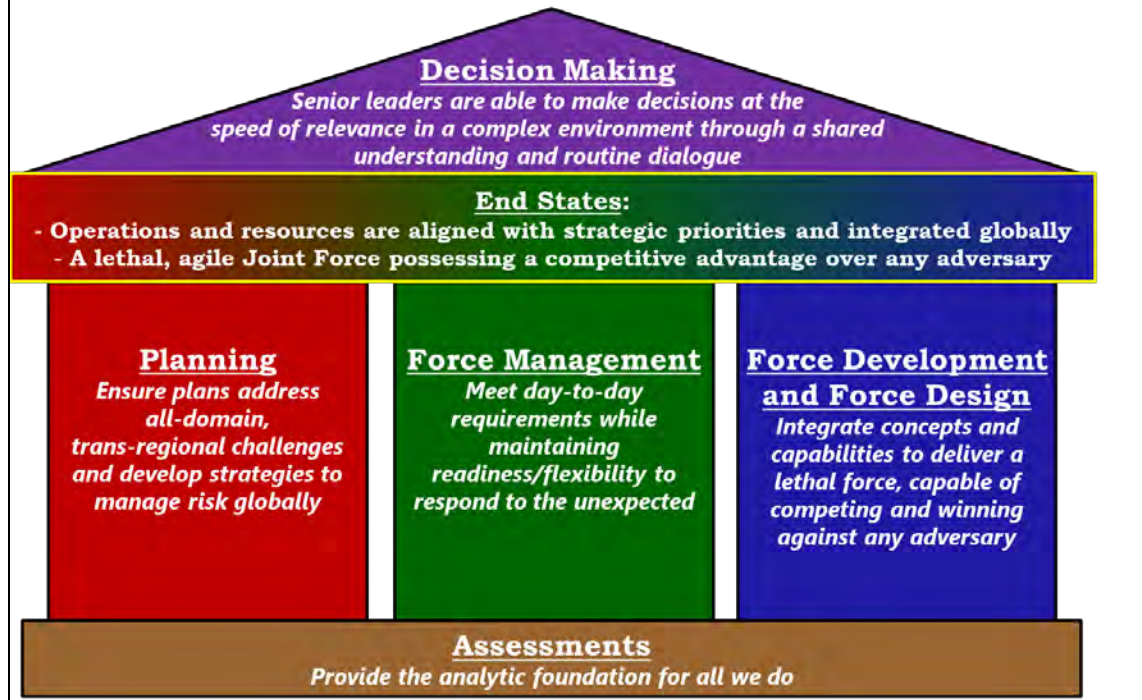 Decision Making
Senior leaders are able to make decisions at the
speed of relevance in a complex environment through a shared
understanding and routine dialogue
End States:
- Operations and resources are aligned with strategic priorities and integrated globally
- A lethal, agile Joint Force possessing a competitive advantage over any adversary
Planning
Ensure plans address
all-domain,
trans-regional challenges
and develop strategies to
manage risk globally
Force Management
Meet day-to-day
requirements while
maintaining
readiness/flexibility to
respond to the unexpected
Force Development
and Force Design
Integrate concepts and
capabilities to deliver a
lethal force, capable of
competing and winning
against any adversary
Assessments
Provide the analytic foundation for all we do